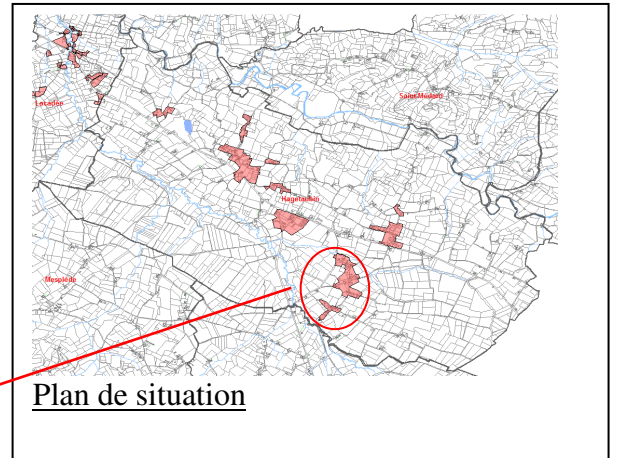 Saint Médard
Lacadée
Hagetaubin
Mesplède
Plan de situation